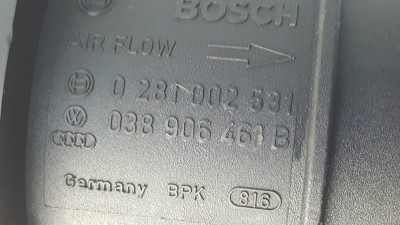 BOSCH
AIR FLOW
0 281 002 531
038 906 461 B
Germany BPK 816